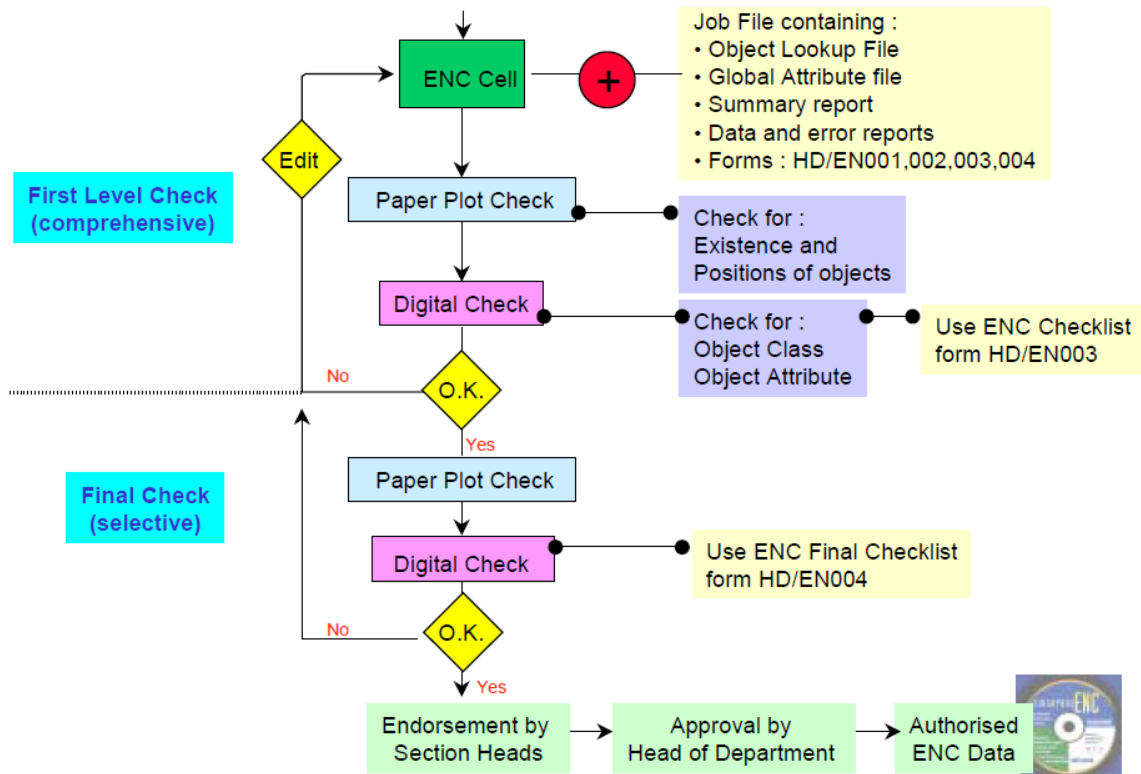 Job File containing :
• Object Lookup File
• Global Attribute file
• Summary report
• Data and error reports
• Forms : HD/EN001,002,003,004
ENC Cell
+
Edit
First Level Check
(comprehensive)
Paper Plot Check
Check for :
Existence and
Positions of objects
Digital Check
Check for :
Object Class
Object Attribute
Use ENC Checklist
form HD/EN003
No
O.K.
Yes
Final Check
(selective)
Paper Plot Check
Digital Check
Use ENC Final Checklist
form HD/EN004
No
O.K.
Yes
Endorsement by
Section Heads
Approval by
Head of Department
Authorised
ENC Data
ENC